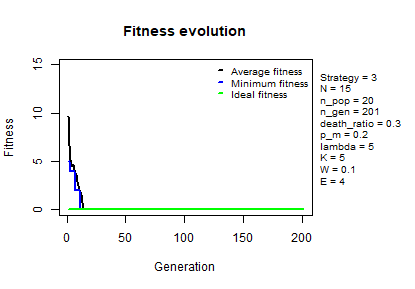 Fitness evolution
Fitness
15
10
5
0
Average fitness
Minimum fitness
Ideal fitness
Strategy = 3
N = 15
n_pop = 20
n_gen = 201
death_ratio = 0.3
p_m = 0.2
lambda = 5
K = 5
W = 0.1
E = 4
0 50 100 150 200
Generation